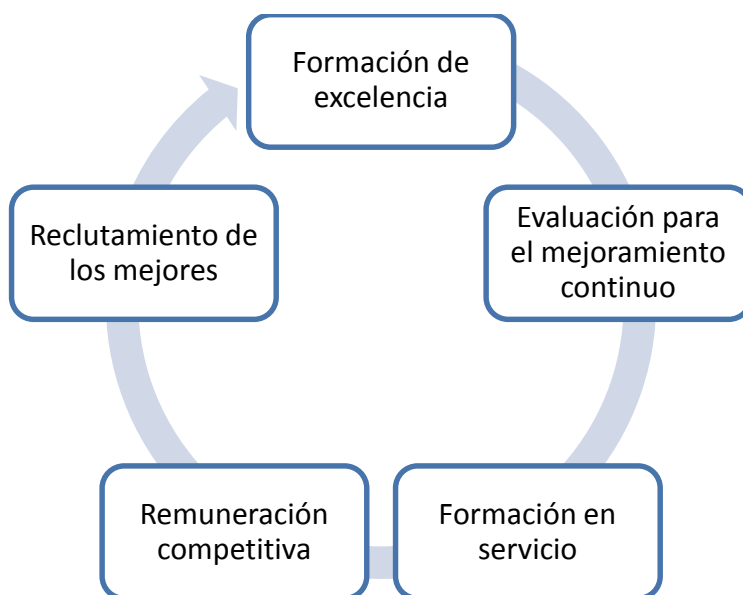 Formación de
excelencia
Evaluación para
el mejoramiento
continuo
Formación en
servicio
Remuneración
competitiva
Reclutamiento de
los mejores